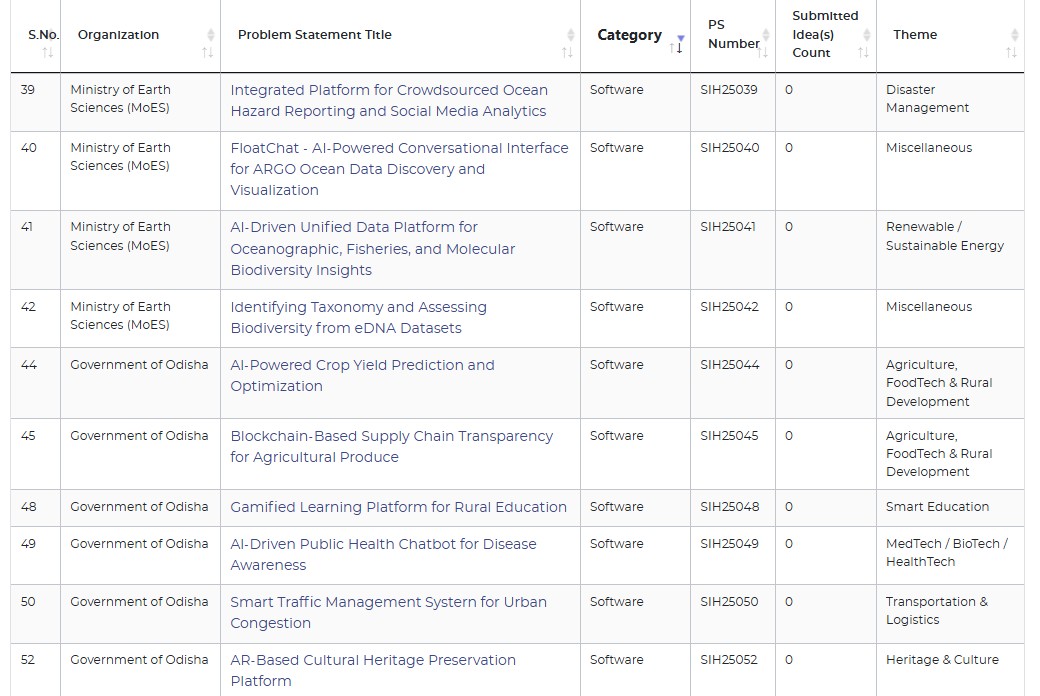 S.No. Organization Problem Statement Title Category PS Number Submitted Idea(s) Count Theme
39 Ministry of Earth Sciences (MoES) Integrated Platform for Crowdsourced Ocean Hazard Reporting and Social Media Analytics Software SIH25039 0 Disaster Management
40 Ministry of Earth Sciences (MoES) FloatChat - AI-Powered Conversational Interface for ARGO Ocean Data Discovery and Visualization Software SIH25040 0 Miscellaneous
41 Ministry of Earth Sciences (MoES) AI-Driven Unified Data Platform for Oceanographic, Fisheries, and Molecular Biodiversity Insights Software SIH25041 0 Renewable / Sustainable Energy
42 Ministry of Earth Sciences (MoES) Identifying Taxonomy and Assessing Biodiversity from eDNA Datasets Software SIH25042 0 Miscellaneous
44 Government of Odisha AI-Powered Crop Yield Prediction and Optimization Software SIH25044 0 Agriculture, FoodTech & Rural Development
45 Government of Odisha Blockchain-Based Supply Chain Transparency for Agricultural Produce Software SIH25045 0 Agriculture, FoodTech & Rural Development
48 Government of Odisha Gamified Learning Platform for Rural Education Software SIH25048 0 Smart Education
49 Government of Odisha AI-Driven Public Health Chatbot for Disease Awareness Software SIH25049 0 MedTech / BioTech / HealthTech
50 Government of Odisha Smart Traffic Management System for Urban Congestion Software SIH25050 0 Transportation & Logistics
52 Government of Odisha AR-Based Cultural Heritage Preservation Platform Software SIH25052 0 Heritage & Culture